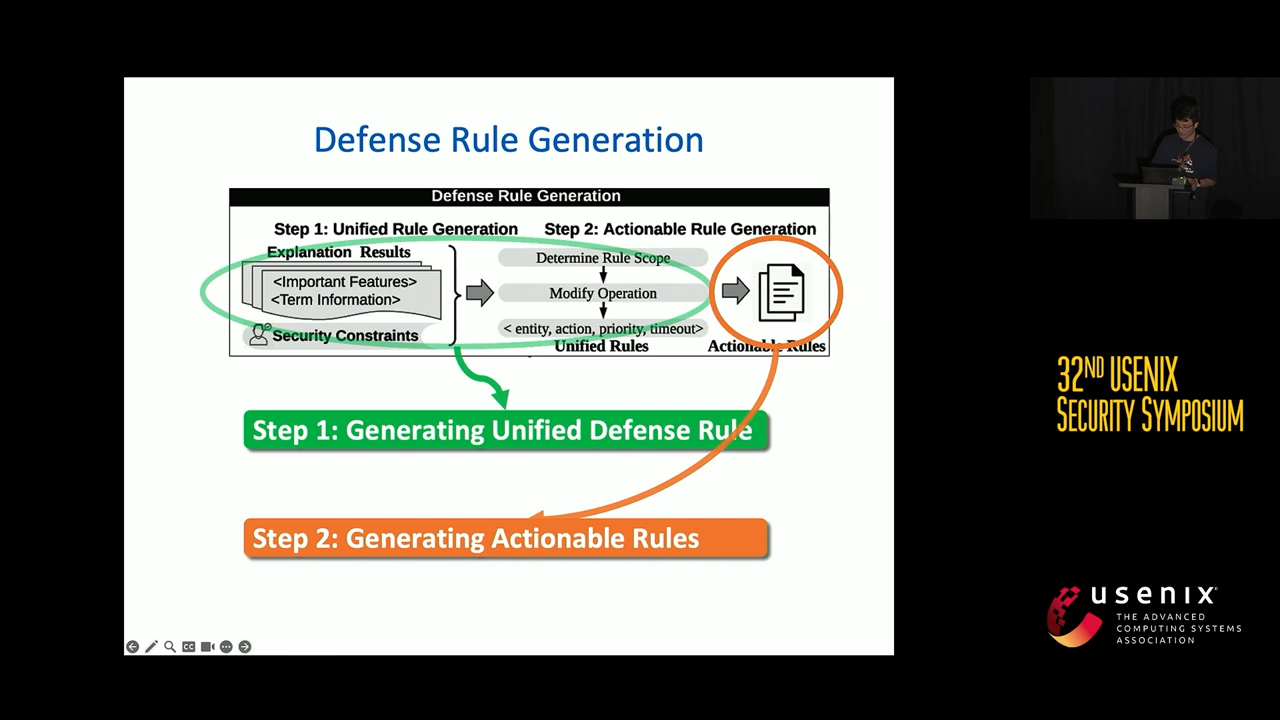 Defense Rule Generation
Defense Rule Generation
Step 1: Unified Rule Generation
Step 2: Actionable Rule Generation
Explanation Results
<Important Features>
<Term Information>
Security Constraints
Determine Rule Scope
Modify Operation
< entity, action, priority, timeout>
Unified Rules
Actionable Rules
Step 1: Generating Unified Defense Rule
Step 2: Generating Actionable Rules
CC
32ND USENIX
SECURITY SYMPOSIUM
usenix
THE ADVANCED
COMPUTING SYSTEMS
ASSOCIATION